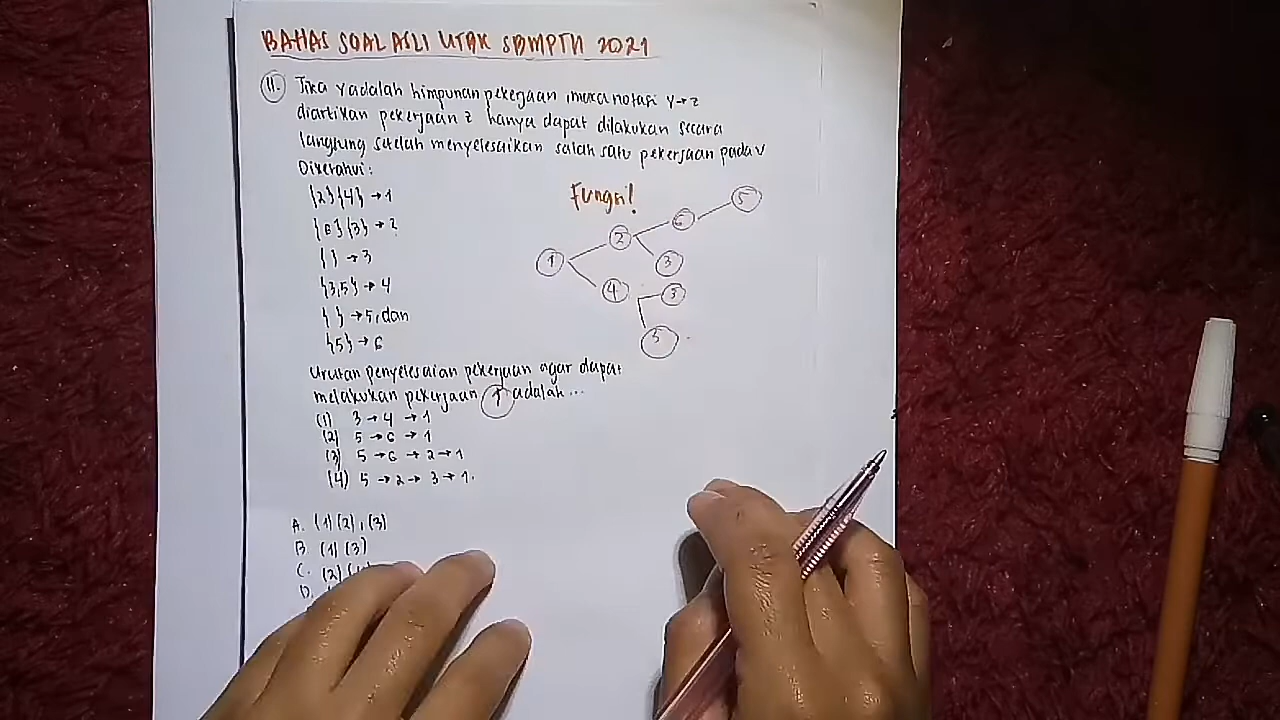 BAHAS SOAL ASLI UTBK SBMPTN 2021
11. Jika Y adalah himpunan pekerjaan, maka notasi Y→z
diartikan pekerjaan z hanya dapat dilakukan secara
langsung setelah menyelesaikan salah satu pekerjaan pada Y
Diketahui:
{2}{4} → 1
{6}{3} → 2
{ } → 3
{3,5} → 4
{ } → 5, dan
{5} → 6
Fungsi!
5
6
2
1
3
4
3
5
Urutan penyelesaian pekerjaan agar dapat
melakukan pekerjaan 1 adalah...
(1) 3 → 4 → 1
(2) 5 → 6 → 1
(3) 5 → 6 → 2 → 1
(4) 5 → 2 → 3 → 1.
A. (1) (2), (3)
B. (1) (3)
C. (2)
D.